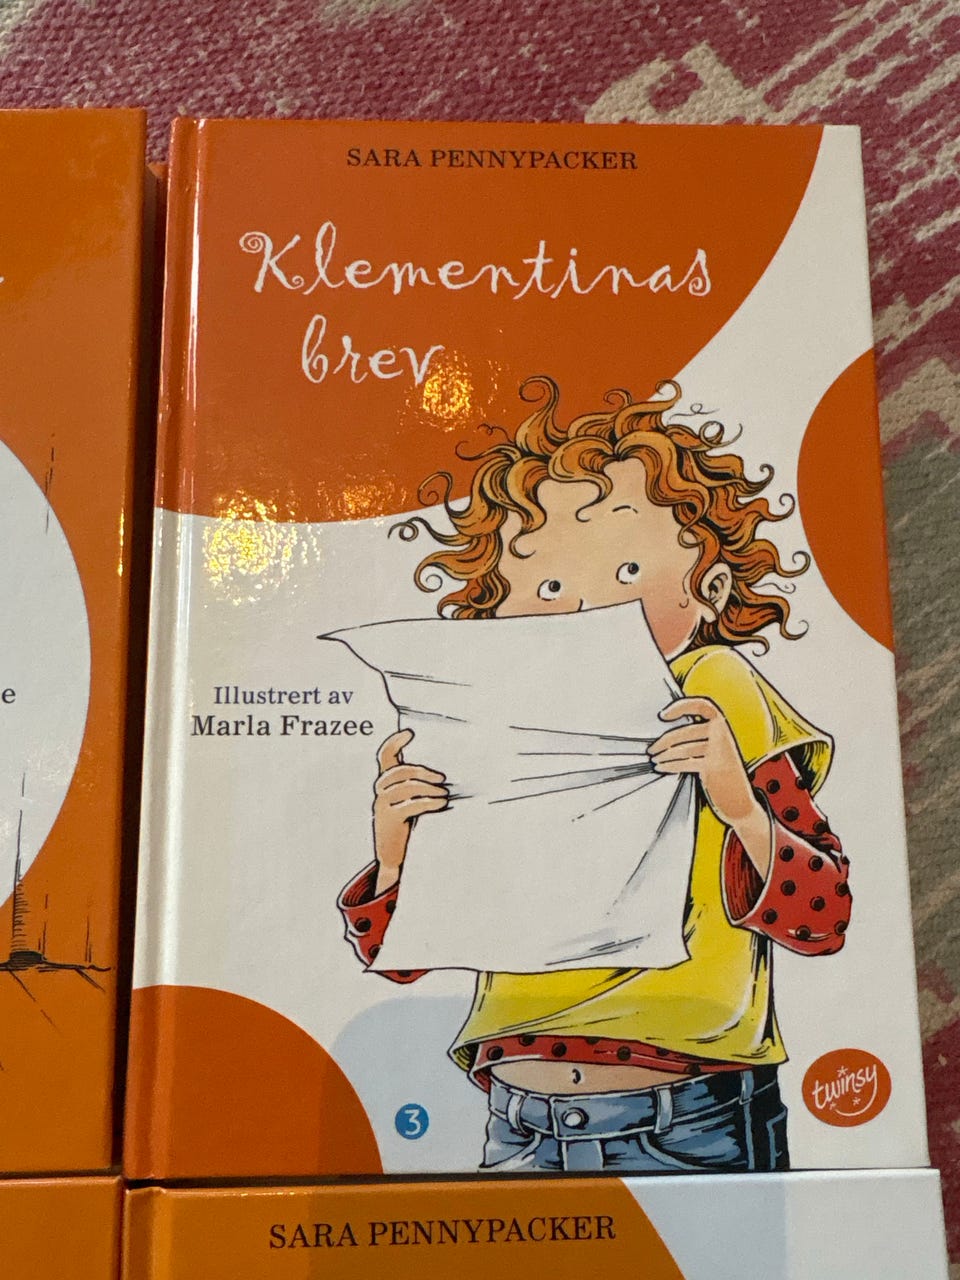 SARA PENNYPACKER
Klementinas
brev
Illustrert av
Marla Frazee
twinsy
3
SARA PENNYPACKER